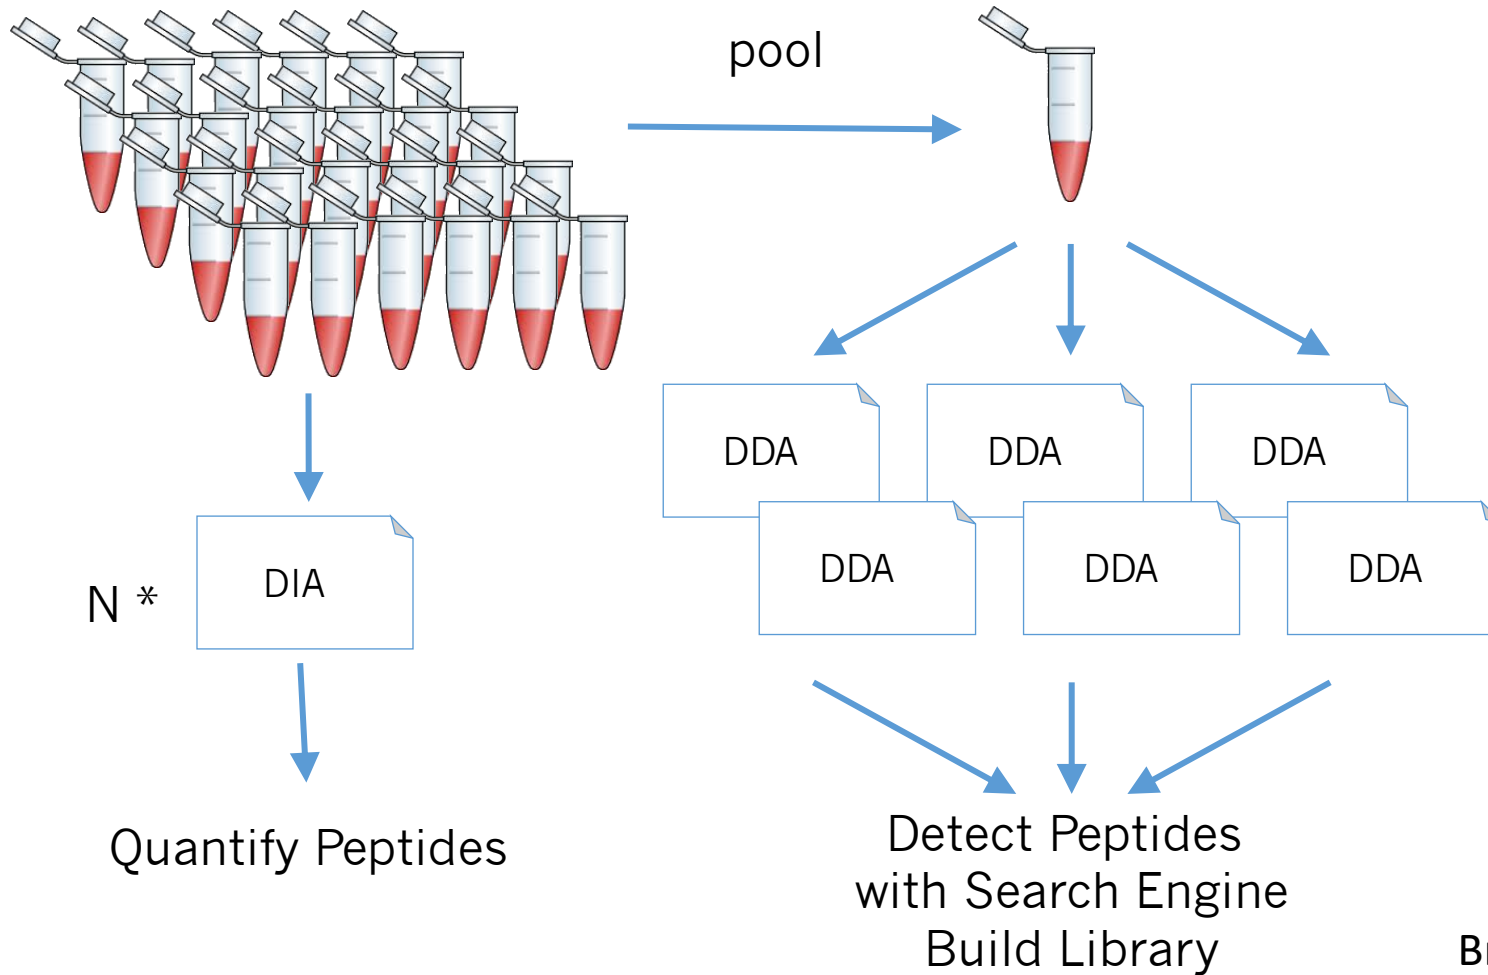 pool
DDA
DDA
DDA
DDA
DDA
DDA
N * DIA
Quantify Peptides
Detect Peptides
with Search Engine
Build Library